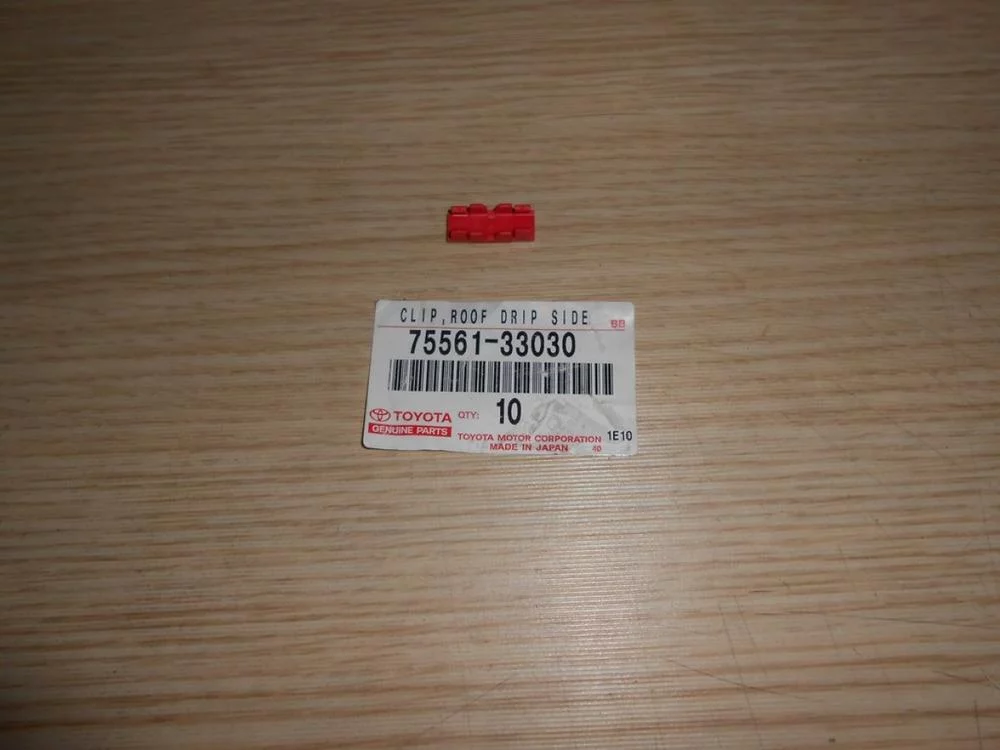 CLIP,ROOF DRIP SIDE
BB
75561-33030
TOYOTA QTY: 10
GENUINE PARTS
TOYOTA MOTOR CORPORATION 1E10
MADE IN JAPAN 40